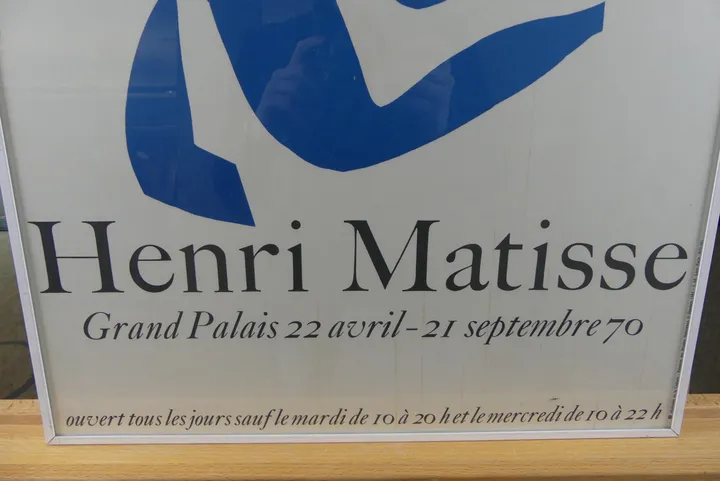 Henri Matisse
Grand Palais 22 avril - 21 septembre 70
ouvert tous les jours sauf le mardi de 10 à 20 h et le mercredi de 10 à 22 h